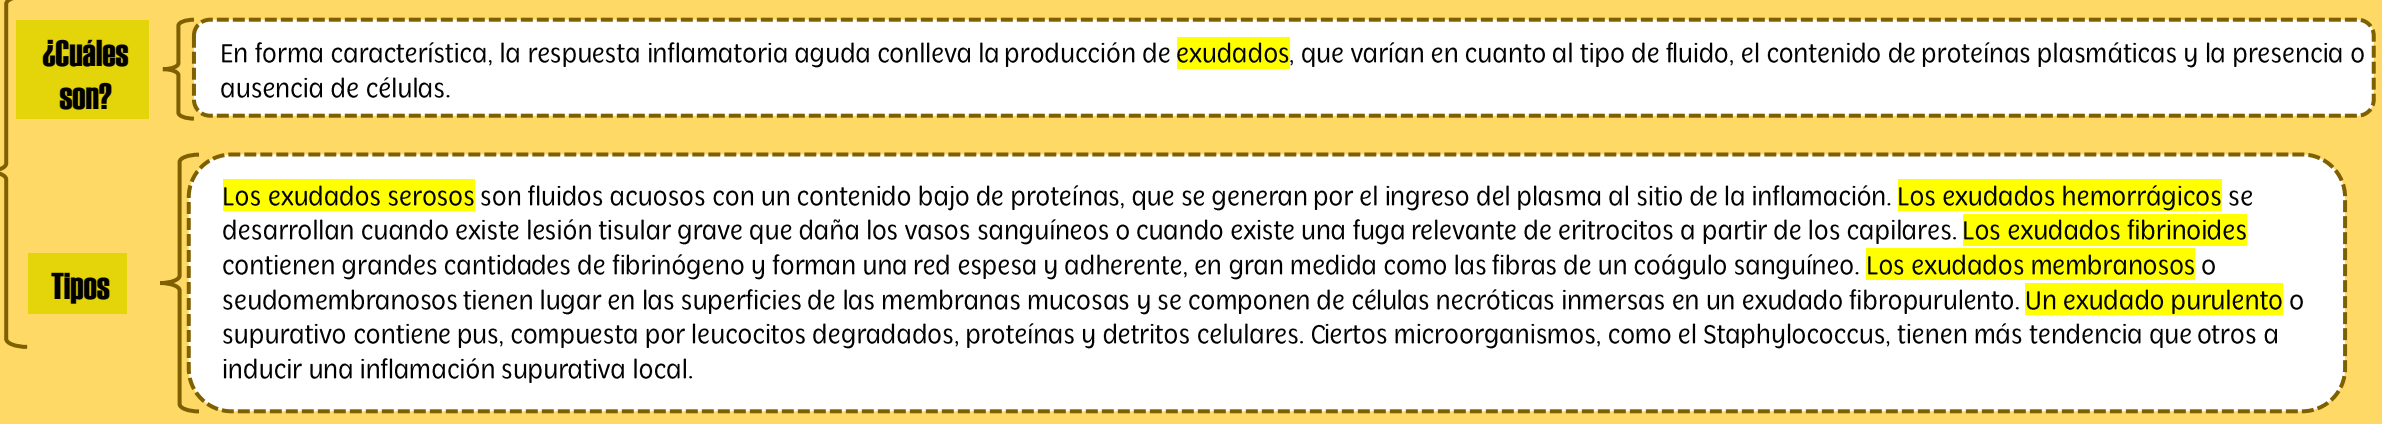 ¿Cuáles
son?
En forma característica, la respuesta inflamatoria aguda conlleva la producción de exudados, que varían en cuanto al tipo de fluido, el contenido de proteínas plasmáticas y la presencia o
ausencia de células.
Tipos
Los exudados serosos son fluidos acuosos con un contenido bajo de proteínas, que se generan por el ingreso del plasma al sitio de la inflamación. Los exudados hemorrágicos se
desarrollan cuando existe lesión tisular grave que daña los vasos sanguíneos o cuando existe una fuga relevante de eritrocitos a partir de los capilares. Los exudados fibrinoides
contienen grandes cantidades de fibrinógeno y forman una red espesa y adherente, en gran medida como las fibras de un coágulo sanguíneo. Los exudados membranosos o
seudomembranosos tienen lugar en las superficies de las membranas mucosas y se componen de células necróticas inmersas en un exudado fibropurulento. Un exudado purulento o
supurativo contiene pus, compuesta por leucocitos degradados, proteínas y detritos celulares. Ciertos microorganismos, como el Staphylococcus, tienen más tendencia que otros a
inducir una inflamación supurativa local.